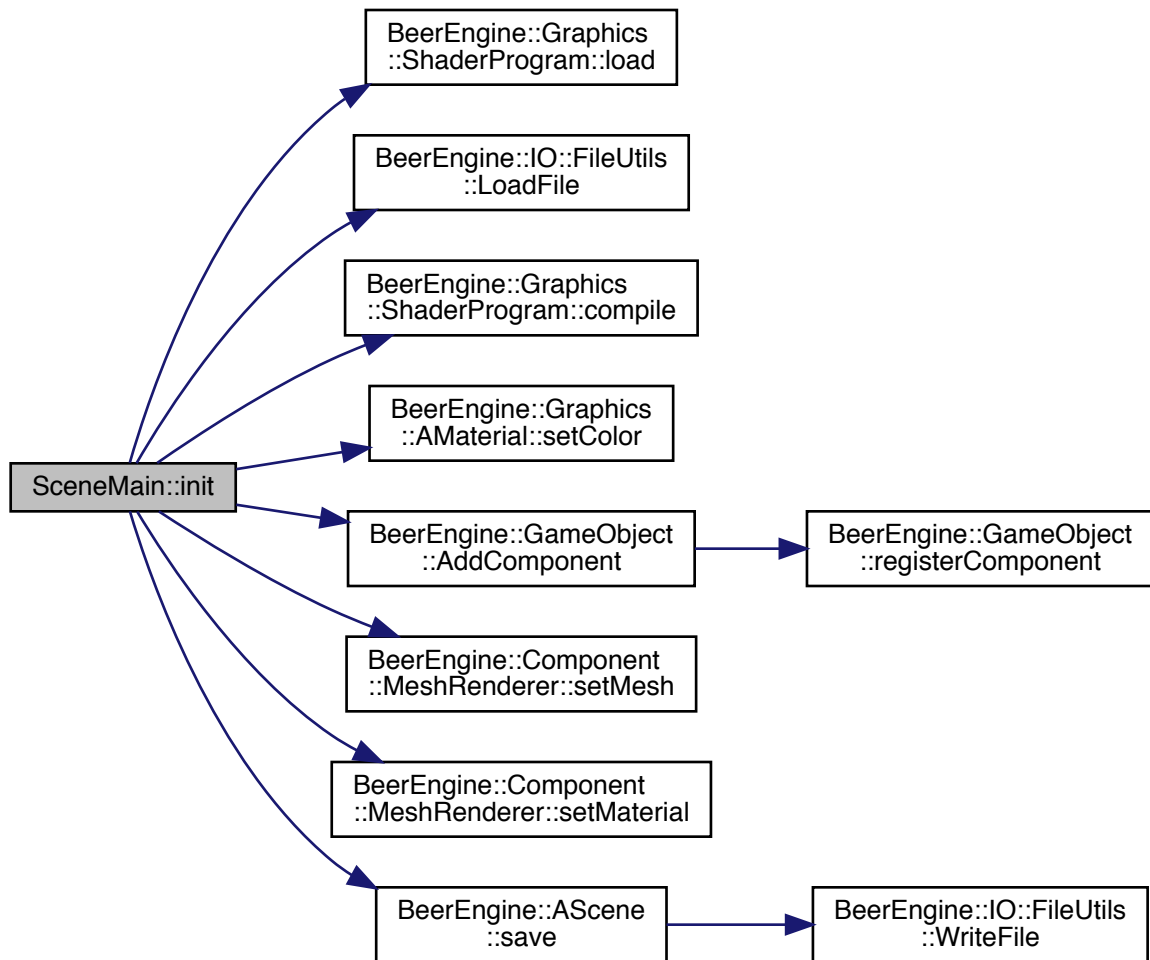 BeerEngine::Graphics
::ShaderProgram::load
BeerEngine::IO::FileUtils
::LoadFile
BeerEngine::Graphics
::ShaderProgram::compile
BeerEngine::Graphics
::AMaterial::setColor
SceneMain::init
BeerEngine::GameObject
::AddComponent
BeerEngine::GameObject
::registerComponent
BeerEngine::Component
::MeshRenderer::setMesh
BeerEngine::Component
::MeshRenderer::setMaterial
BeerEngine::AScene
::save
BeerEngine::IO::FileUtils
::WriteFile